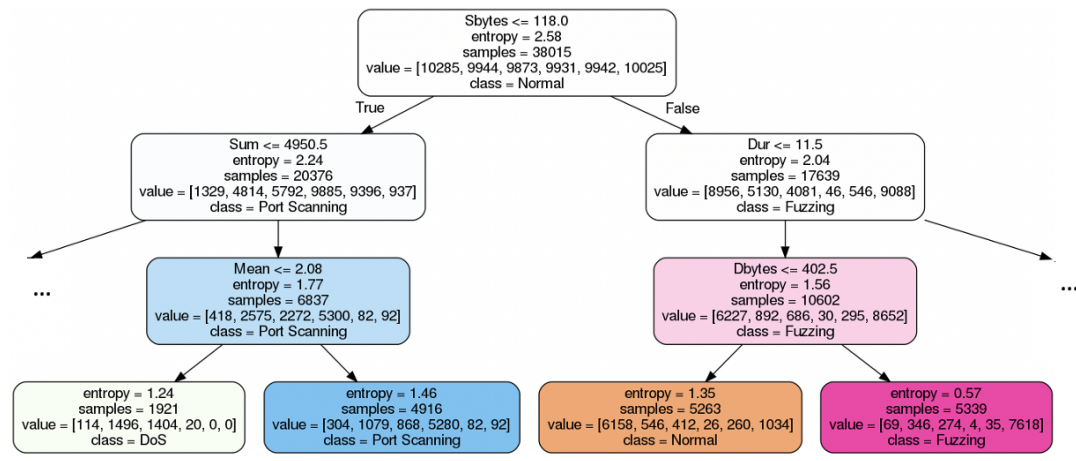 Sbytes <= 118.0
entropy = 2.58
samples = 38015
value = [10285, 9944, 9873, 9931, 9942, 10025]
class = Normal
True
False
Sum <= 4950.5
entropy = 2.24
samples = 20376
value = [1329, 4814, 5792, 9885, 9396, 937]
class = Port Scanning
Dur <= 11.5
entropy = 2.04
samples = 17639
value = [8956, 5130, 4081, 46, 546, 9088]
class = Fuzzing
...
Mean <= 2.08
entropy = 1.77
samples = 6837
value = [418, 2575, 2272, 5300, 82, 92]
class = Port Scanning
Dbytes <= 402.5
entropy = 1.56
samples = 10602
value = [6227, 892, 686, 30, 295, 8652]
class = Fuzzing
...
entropy = 1.24
samples = 1921
value = [114, 1496, 1404, 20, 0, 0]
class = DoS
entropy = 1.46
samples = 4916
value = [304, 1079, 868, 5280, 82, 92]
class = Port Scanning
entropy = 1.35
samples = 5263
value = [6158, 546, 412, 26, 260, 1034]
class = Normal
entropy = 0.57
samples = 5339
value = [69, 346, 274, 4, 35, 7618]
class = Fuzzing